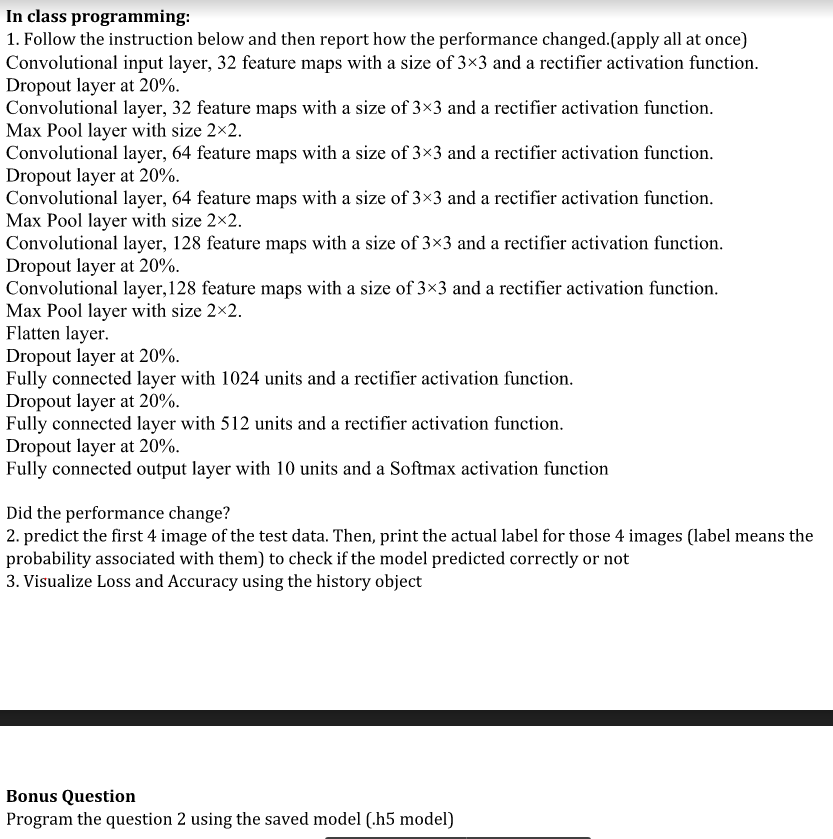 In class programming:
1. Follow the instruction below and then report how the performance changed.(apply all at once)
Convolutional input layer, 32 feature maps with a size of 3×3 and a rectifier activation function.
Dropout layer at 20%.
Convolutional layer, 32 feature maps with a size of 3×3 and a rectifier activation function.
Max Pool layer with size 2×2.
Convolutional layer, 64 feature maps with a size of 3×3 and a rectifier activation function.
Dropout layer at 20%.
Convolutional layer, 64 feature maps with a size of 3×3 and a rectifier activation function.
Max Pool layer with size 2×2.
Convolutional layer, 128 feature maps with a size of 3×3 and a rectifier activation function.
Dropout layer at 20%.
Convolutional layer,128 feature maps with a size of 3×3 and a rectifier activation function.
Max Pool layer with size 2×2.
Flatten layer.
Dropout layer at 20%.
Fully connected layer with 1024 units and a rectifier activation function.
Dropout layer at 20%.
Fully connected layer with 512 units and a rectifier activation function.
Dropout layer at 20%.
Fully connected output layer with 10 units and a Softmax activation function
Did the performance change?
2. predict the first 4 image of the test data. Then, print the actual label for those 4 images (label means the
probability associated with them) to check if the model predicted correctly or not
3. Visualize Loss and Accuracy using the history object
Bonus Question
Program the question 2 using the saved model (.h5 model)